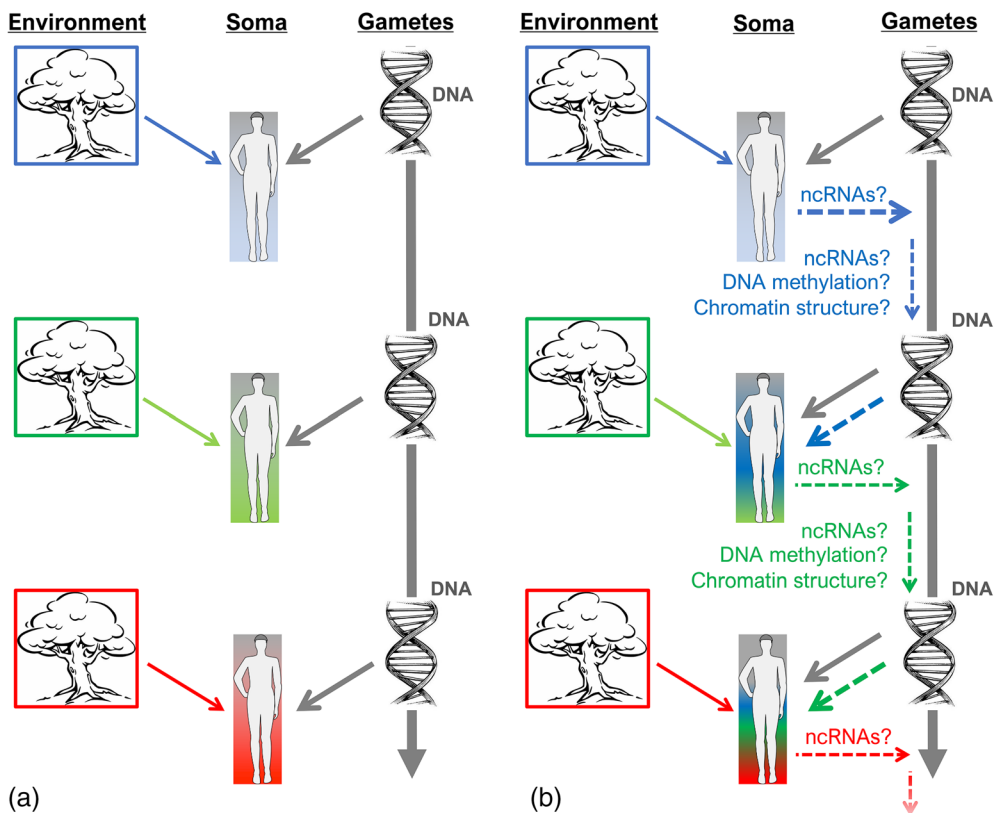 Environment
Soma
Gametes
DNA
DNA
DNA
(a)
Environment
Soma
Gametes
DNA
ncRNAs?
ncRNAs?
DNA methylation?
Chromatin structure?
DNA
ncRNAs?
ncRNAs?
DNA methylation?
Chromatin structure?
DNA
ncRNAs?
(b)